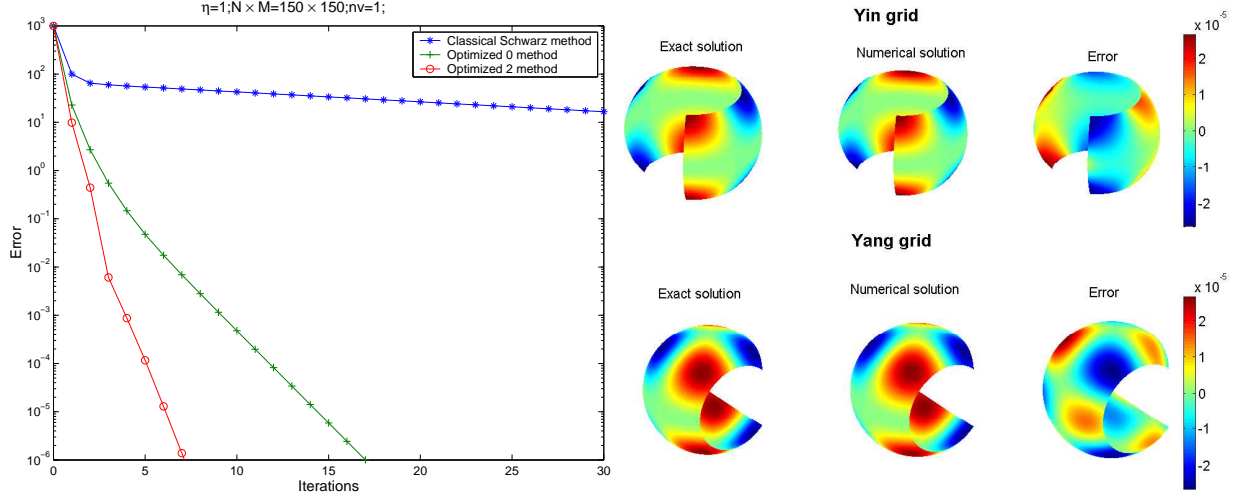 η=1;N × M=150 × 150;nv=1;
Error
10^3
10^2
10^1
10^0
10^−1
10^−2
10^−3
10^−4
10^−5
10^−6
Classical Schwarz method
Optimized 0 method
Optimized 2 method
0 5 10 15 20 25 30
Iterations
Yin grid
Exact solution
Numerical solution
Error
x 10^-5
2
1
0
-1
-2
Yang grid
Exact solution
Numerical solution
Error
x 10^-5
2
1
0
-1
-2